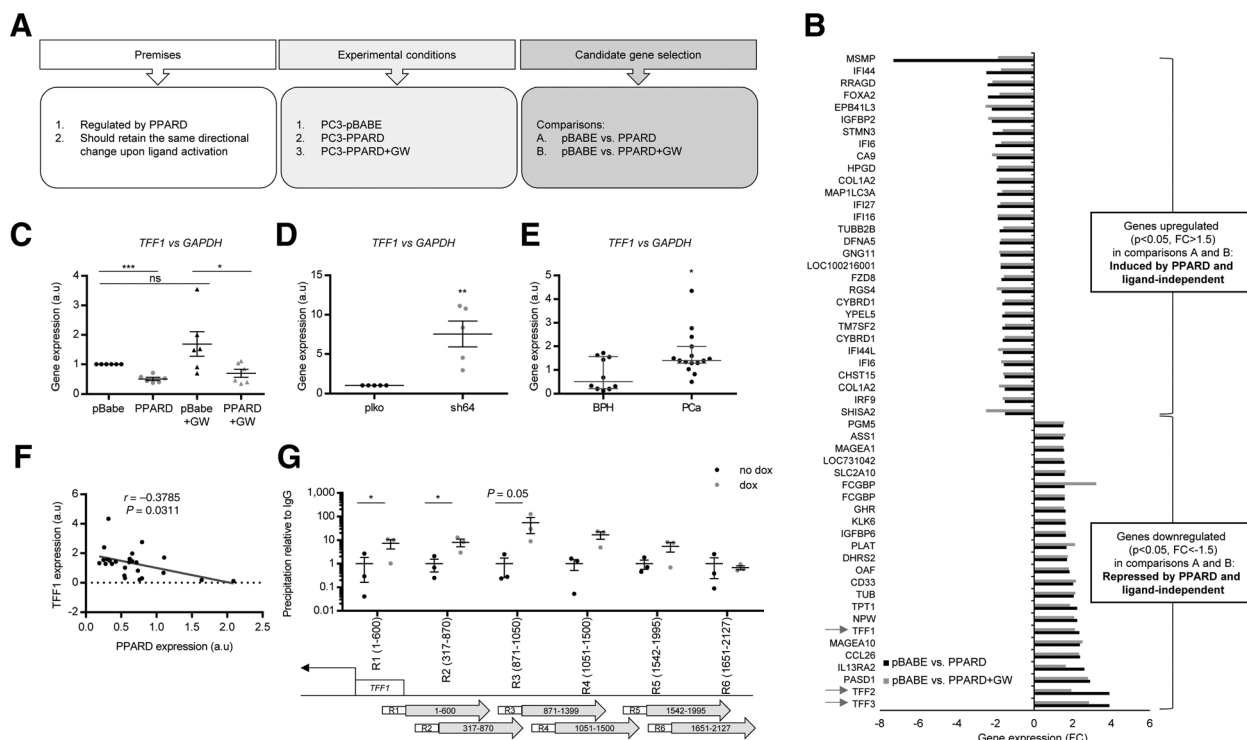 A
Premises
Experimental conditions
Candidate gene selection
1. Regulated by PPARD
2. Should retain the same directional
change upon ligand activation
1. PC3-pBABE
2. PC3-PPARD
3. PC3-PPARD+GW
Comparisons:
A. pBABE vs. PPARD
B. pBABE vs. PPARD+GW
B
MSMP
IFI44
RRAGD
FOXA2
EPB41L3
IGFBP2
STMN3
IFI6
CA9
HPGD
COL1A2
MAP1LC3A
IFI27
IFI16
TUBB2B
DFNA5
GNG11
LOC100216001
FZD8
RGS4
CYBRD1
YPEL5
TM7SF2
CYBRD1
IFI44L
IFI6
CHST15
COL1A2
IRF9
SHISA2
PGM5
ASS1
MAGEA1
LOC731042
SLC2A10
FCGBP
FCGBP
GHR
KLK6
IGFBP6
PLAT
DHRS2
OAF
CD33
TUB
TPT1
NPW
TFF1
MAGEA10
CCL26
IL13RA2
PASD1
TFF2
TFF3
Genes upregulated
(p<0.05, FC>1.5)
in comparisons A and B:
Induced by PPARD and
ligand-independent
Genes downregulated
(p<0.05, FC<-1.5)
in comparisons A and B:
Repressed by PPARD and
ligand-independent
pBABE vs. PPARD
pBABE vs. PPARD+GW
-8 -6 -4 -2 0 2 4 6
Gene expression (FC)
C
TFF1 vs GAPDH
*** ns *
Gene expression (a.u)
4
3
2
1
0
pBabe PPARD pBabe +GW PPARD +GW
D
TFF1 vs GAPDH
**
Gene expression (a.u)
15
10
5
0
plko sh64
E
TFF1 vs GAPDH
*
Gene expression (a.u)
5
4
3
2
1
0
BPH PCa
F
r = −0.3785
P = 0.0311
TFF1 expression (a.u)
6
4
2
0
−2
0.0 0.5 1.0 1.5 2.0 2.5
PPARD expression (a.u)
G
no dox
dox
* * P = 0.05
Precipitation relative to IgG
1,000
100
10
1
0.1
0.01
R1 (1-600)
R2 (317-870)
R3 (871-1050)
R4 (1051-1500)
R5 (1542-1995)
R6 (1651-2127)
TFF1
R1 1-600 R3 871-1399 R5 1542-1995
R2 317-870 R4 1051-1500 R6 1651-2127